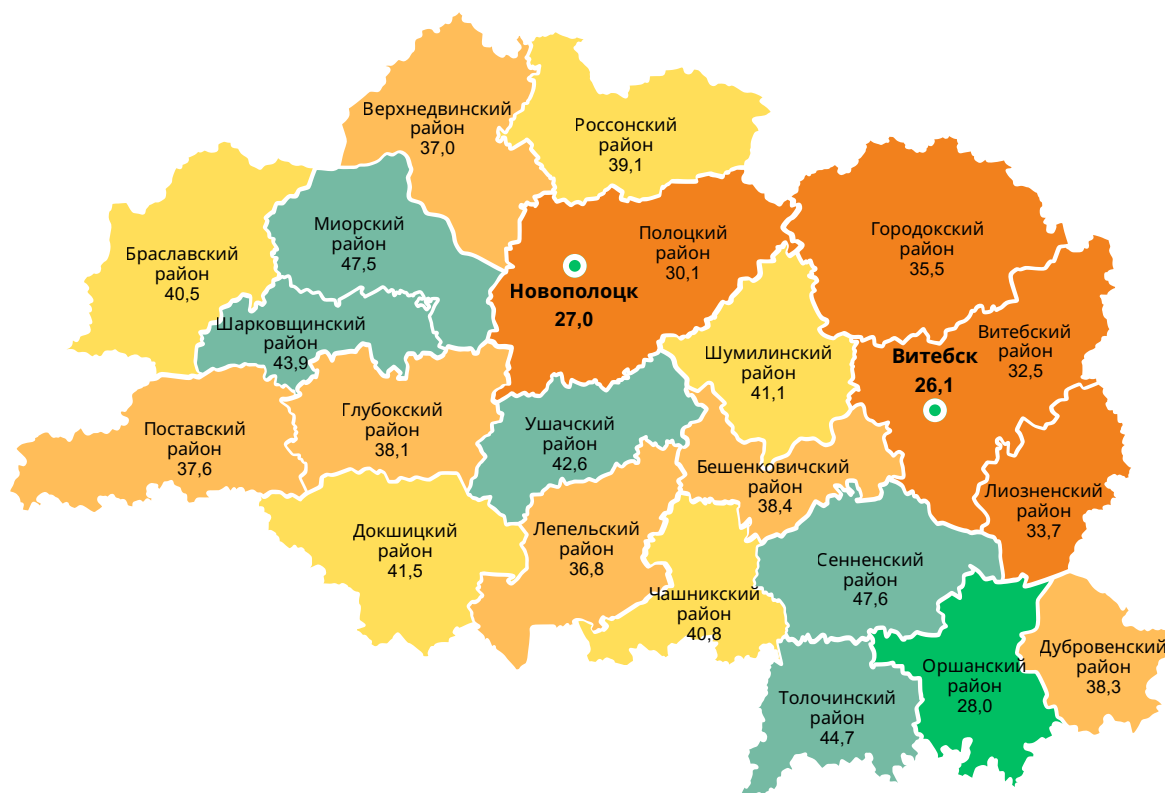 Верхнедвинский
район
37,0
Россонский
район
39,1
Миорский
район
47,5
Браславский
район
40,5
Полоцкий
район
30,1
Городокский
район
35,5
Новополоцк
27,0
Шарковщинский
район
43,9
Шумилинский
район
41,1
Витебский
район
32,5
Витебск
26,1
Поставский
район
37,6
Глубокский
район
38,1
Ушачский
район
42,6
Бешенковичский
район
38,4
Лиозненский
район
33,7
Докшицкий
район
41,5
Лепельский
район
36,8
Сенненский
район
47,6
Чашникский
район
40,8
Дубровенский
район
38,3
Оршанский
район
28,0
Толочинский
район
44,7